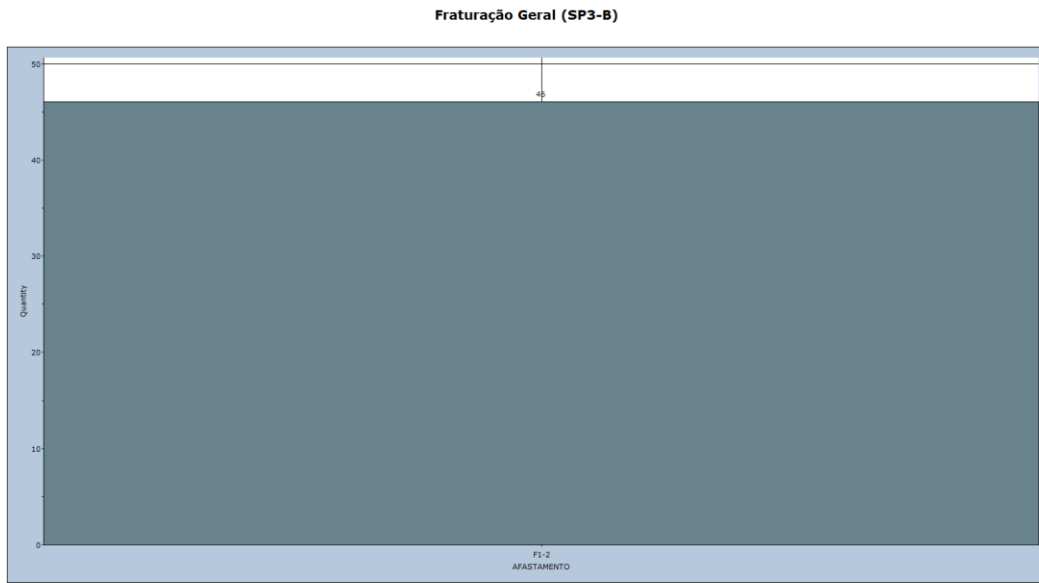 Fraturação Geral (SP3-B)
50
46
40
30
Quantity
20
10
0
F1-2
AFASTAMENTO